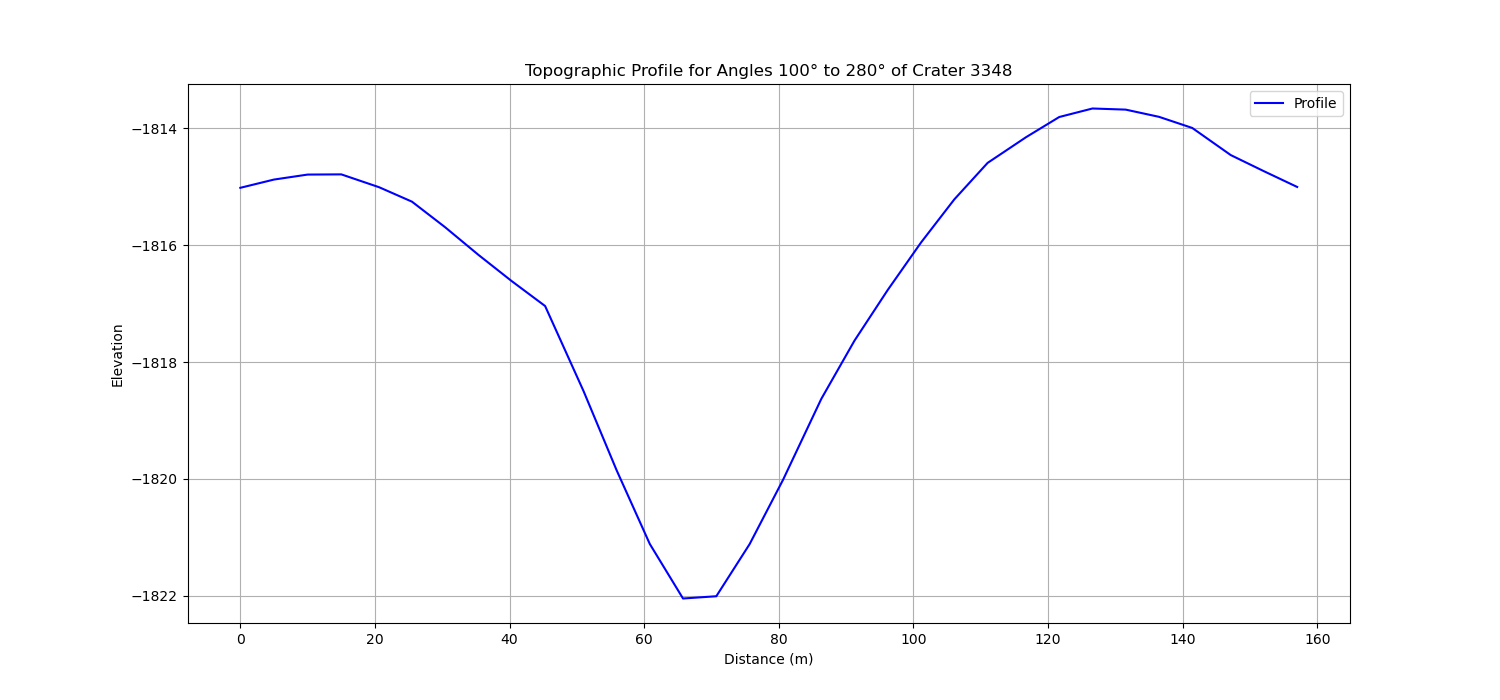 Topographic Profile for Angles 100° to 280° of Crater 3348
Profile
−1814
−1816
−1818
−1820
−1822
Elevation
0 20 40 60 80 100 120 140 160
Distance (m)